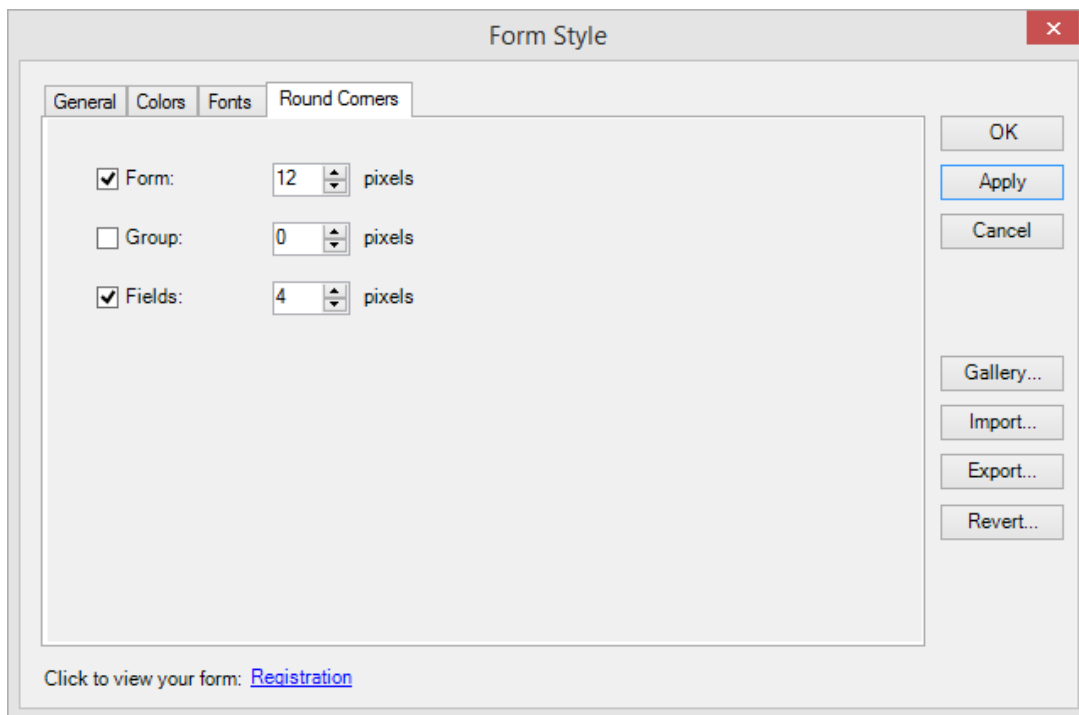 Form Style
General Colors Fonts Round Corners
Form: 12 pixels
Group: 0 pixels
Fields: 4 pixels
OK
Apply
Cancel
Gallery...
Import...
Export...
Revert...
Click to view your form: Registration